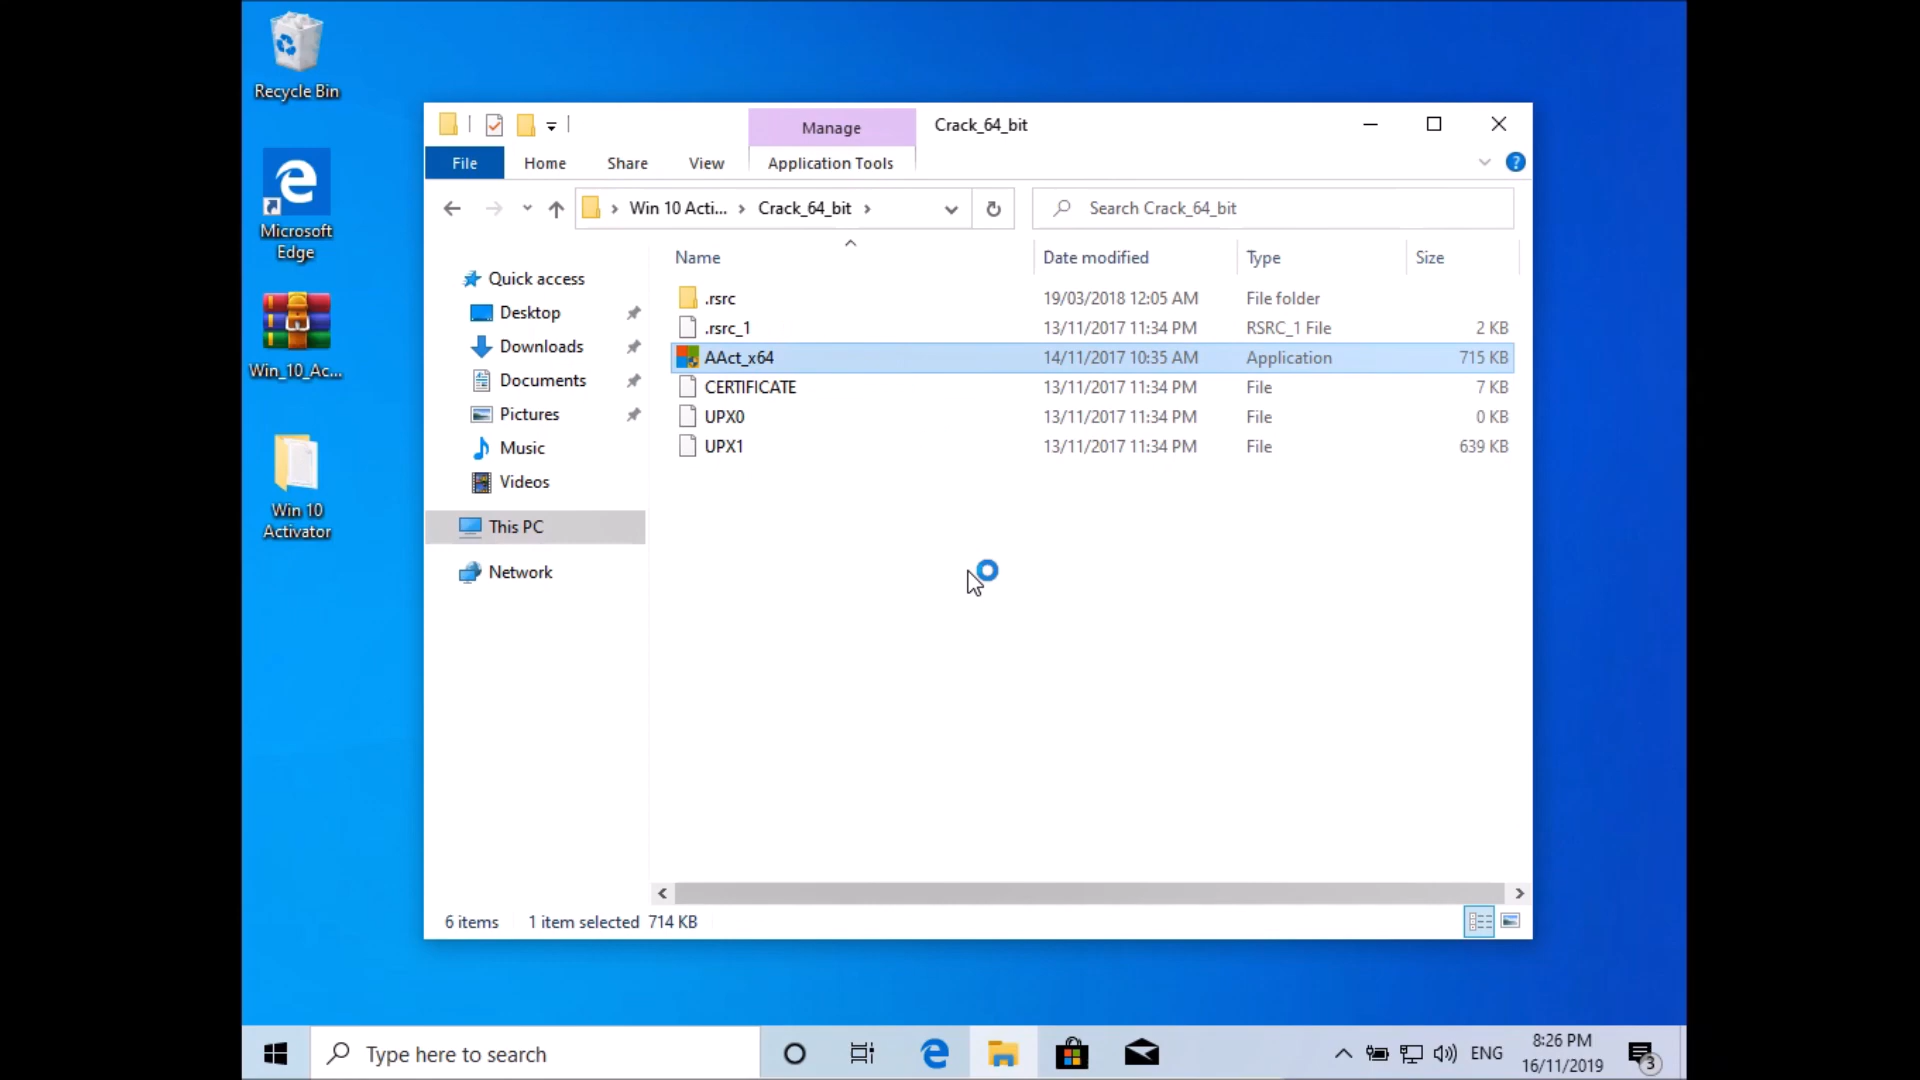 Recycle Bin
Microsoft
Edge
Win_10_Ac...
Win 10
Activator
Manage
Crack_64_bit
File
Home
Share
View
Application Tools
Win 10 Acti... > Crack_64_bit >
Search Crack_64_bit
Quick access
Desktop
Downloads
Documents
Pictures
Music
Videos
This PC
Network
Name Date modified Type Size
.rsrc 19/03/2018 12:05 AM File folder
.rsrc_1 13/11/2017 11:34 PM RSRC_1 File 2 KB
AAct_x64 14/11/2017 10:35 AM Application 715 KB
CERTIFICATE 13/11/2017 11:34 PM File 7 KB
UPX0 13/11/2017 11:34 PM File 0 KB
UPX1 13/11/2017 11:34 PM File 639 KB
6 items 1 item selected 714 KB
Type here to search
ENG
8:26 PM
16/11/2019
3